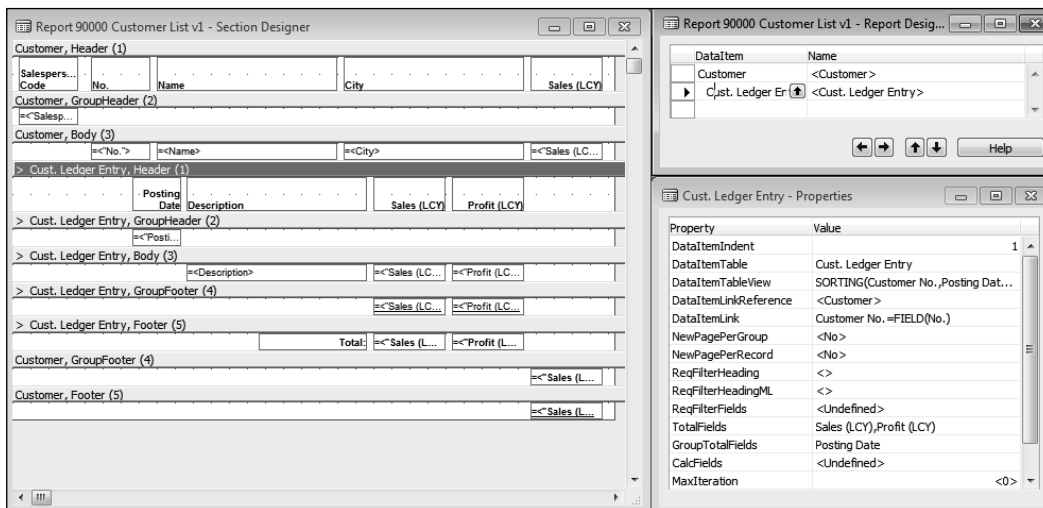 Report 90000 Customer List v1 - Section Designer
Customer, Header (1)
Salespers...
Code No. Name City Sales (LCY)
Customer, GroupHeader (2)
=<"Salesp...
Customer, Body (3)
=<"No."> =<Name> =<City> =<"Sales (LC...
> Cust. Ledger Entry, Header (1)
Posting
Date Description Sales (LCY) Profit (LCY)
> Cust. Ledger Entry, GroupHeader (2)
=<"Posti...
> Cust. Ledger Entry, Body (3)
=<Description> =<"Sales (LC... =<"Profit (LC...
> Cust. Ledger Entry, GroupFooter (4)
=<"Sales (LC... =<"Profit (LC...
> Cust. Ledger Entry, Footer (5)
Total: =<"Sales (L... =<"Profit (L...
Customer, GroupFooter (4)
=<"Sales (L...
Customer, Footer (5)
=<"Sales (L...
Report 90000 Customer List v1 - Report Desig...
DataItem Name
Customer <Customer>
Cust. Ledger En <Cust. Ledger Entry>
Help
Cust. Ledger Entry - Properties
Property Value
DataItemIndent 1
DataItemTable Cust. Ledger Entry
DataItemTableView SORTING(Customer No.,Posting Dat...
DataItemLinkReference <Customer>
DataItemLink Customer No.=FIELD(No.)
NewPagePerGroup <No>
NewPagePerRecord <No>
ReqFilterHeading <>
ReqFilterHeadingML <>
ReqFilterFields <Undefined>
TotalFields Sales (LCY),Profit (LCY)
GroupTotalFields Posting Date
CalcFields <Undefined>
MaxIteration <0>